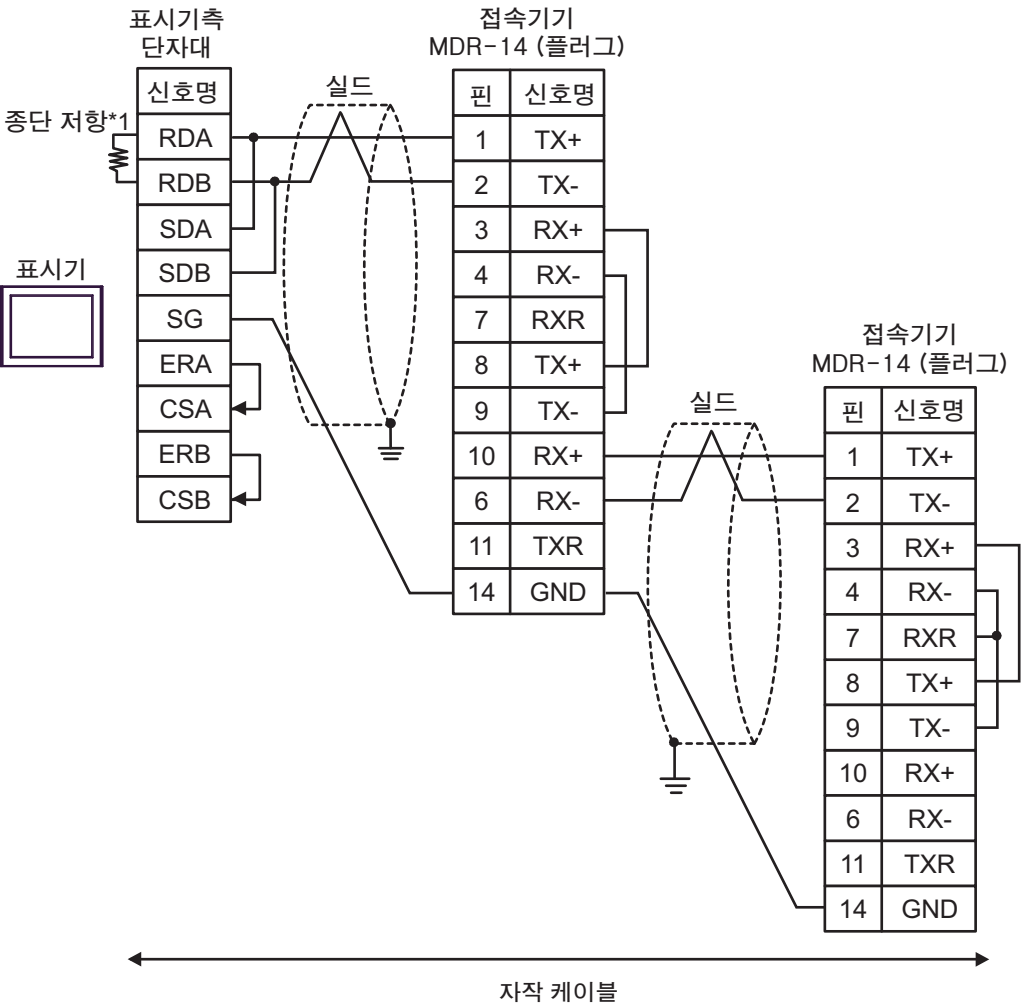 표시기측
단자대
신호명
종단 저항*1
RDA
RDB
SDA
SDB
SG
ERA
CSA
ERB
CSB
표시기
실드
접속기기
MDR-14 (플러그)
핀 신호명
1 TX+
2 TX-
3 RX+
4 RX-
7 RXR
8 TX+
9 TX-
10 RX+
6 RX-
11 TXR
14 GND
실드
접속기기
MDR-14 (플러그)
핀 신호명
1 TX+
2 TX-
3 RX+
4 RX-
7 RXR
8 TX+
9 TX-
10 RX+
6 RX-
11 TXR
14 GND
자작 케이블